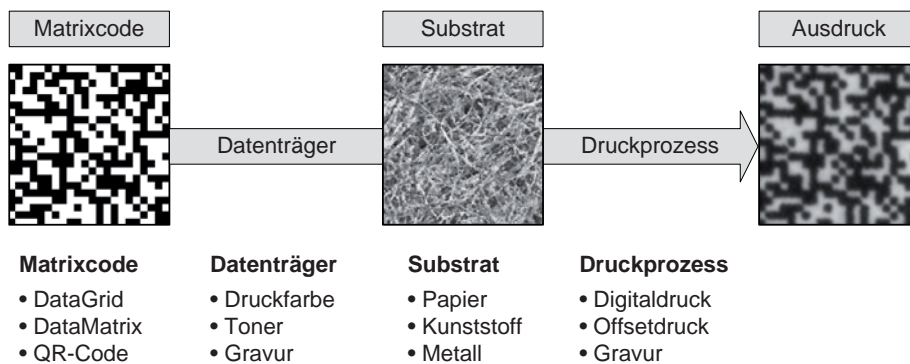 Matrixcode
Substrat
Ausdruck
Datenträger
Druckprozess
Matrixcode
• DataGrid
• DataMatrix
• QR-Code
Datenträger
• Druckfarbe
• Toner
• Gravur
Substrat
• Papier
• Kunststoff
• Metall
Druckprozess
• Digitaldruck
• Offsetdruck
• Gravur